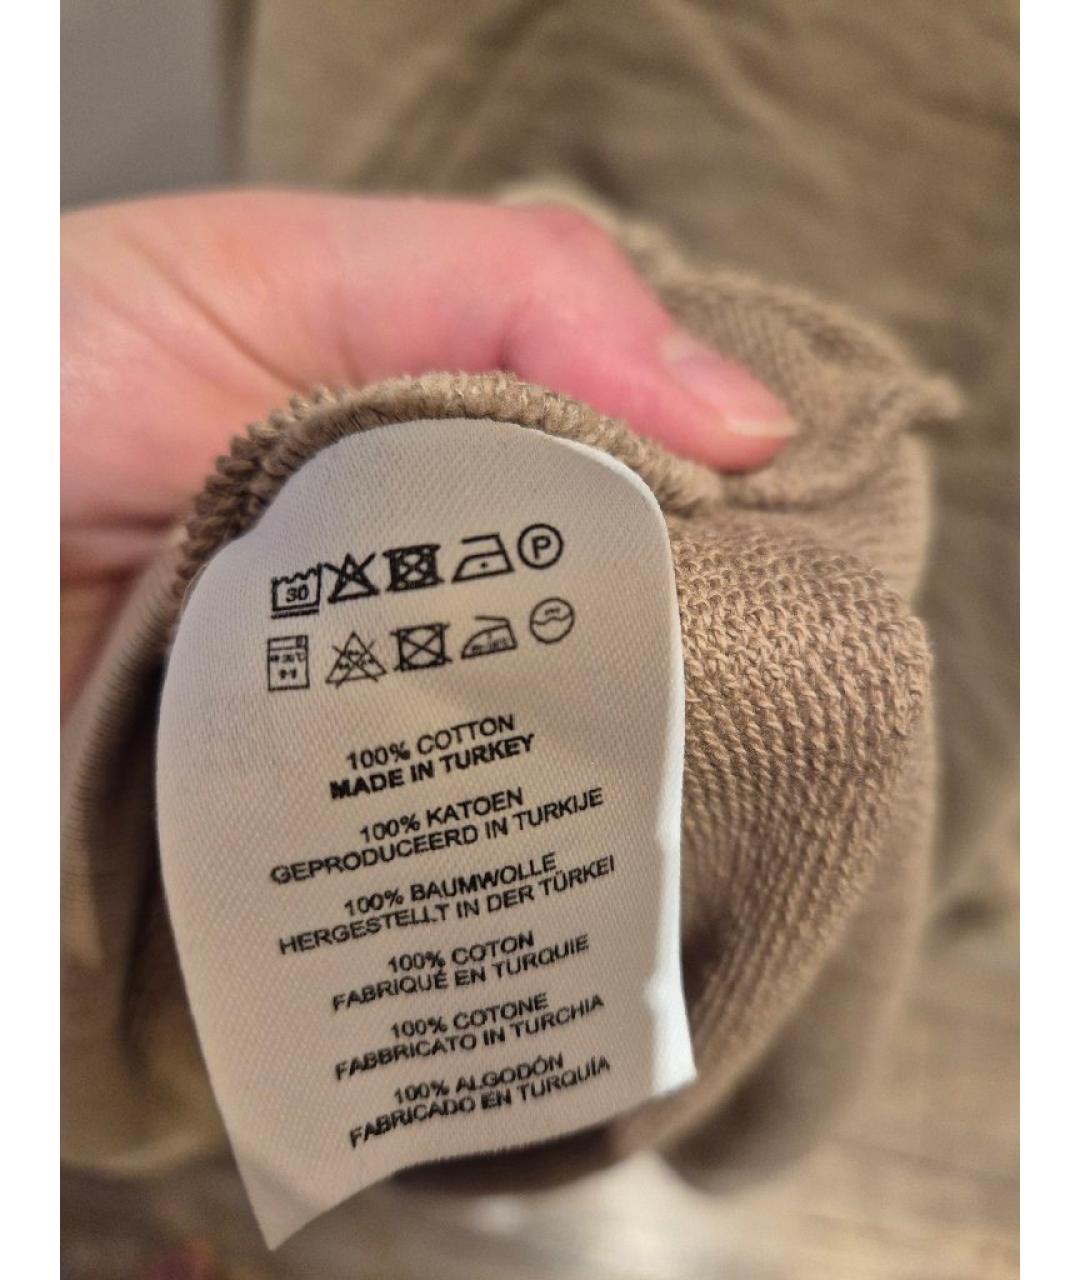 30
P
100% COTTON
MADE IN TURKEY
100% KATOEN
GEPRODUCEERD IN TURKIJE
100% BAUMWOLLE
HERGESTELLT IN DER TÜRKEI
100% COTON
FABRIQUÉ EN TURQUIE
100% COTONE
FABBRICATO IN TURCHIA
100% ALGODÓN
FABRICADO EN TURQUÍA